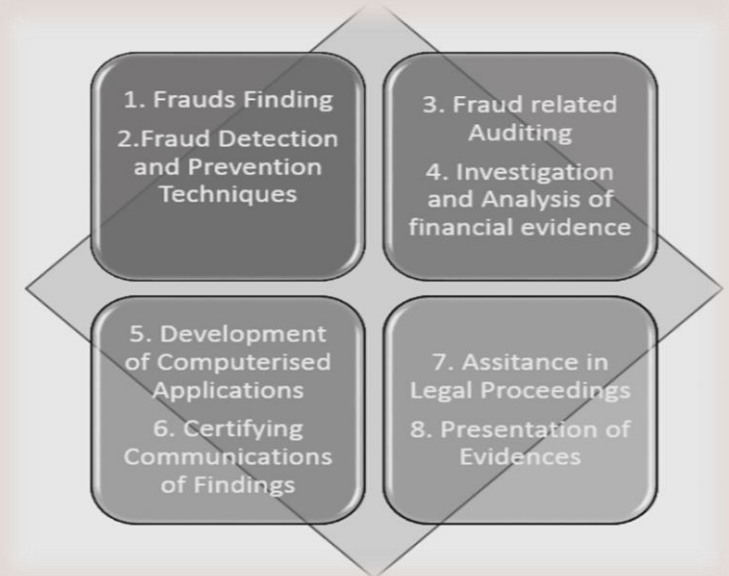 1. Frauds Finding
2.Fraud Detection
and Prevention
Techniques
3. Fraud related
Auditing
4. Investigation
and Analysis of
financial evidence
5. Development
of Computerised
Applications
6. Certifying
Communications
of Findings
7. Assitance in
Legal Proceedings
8. Presentation of
Evidences